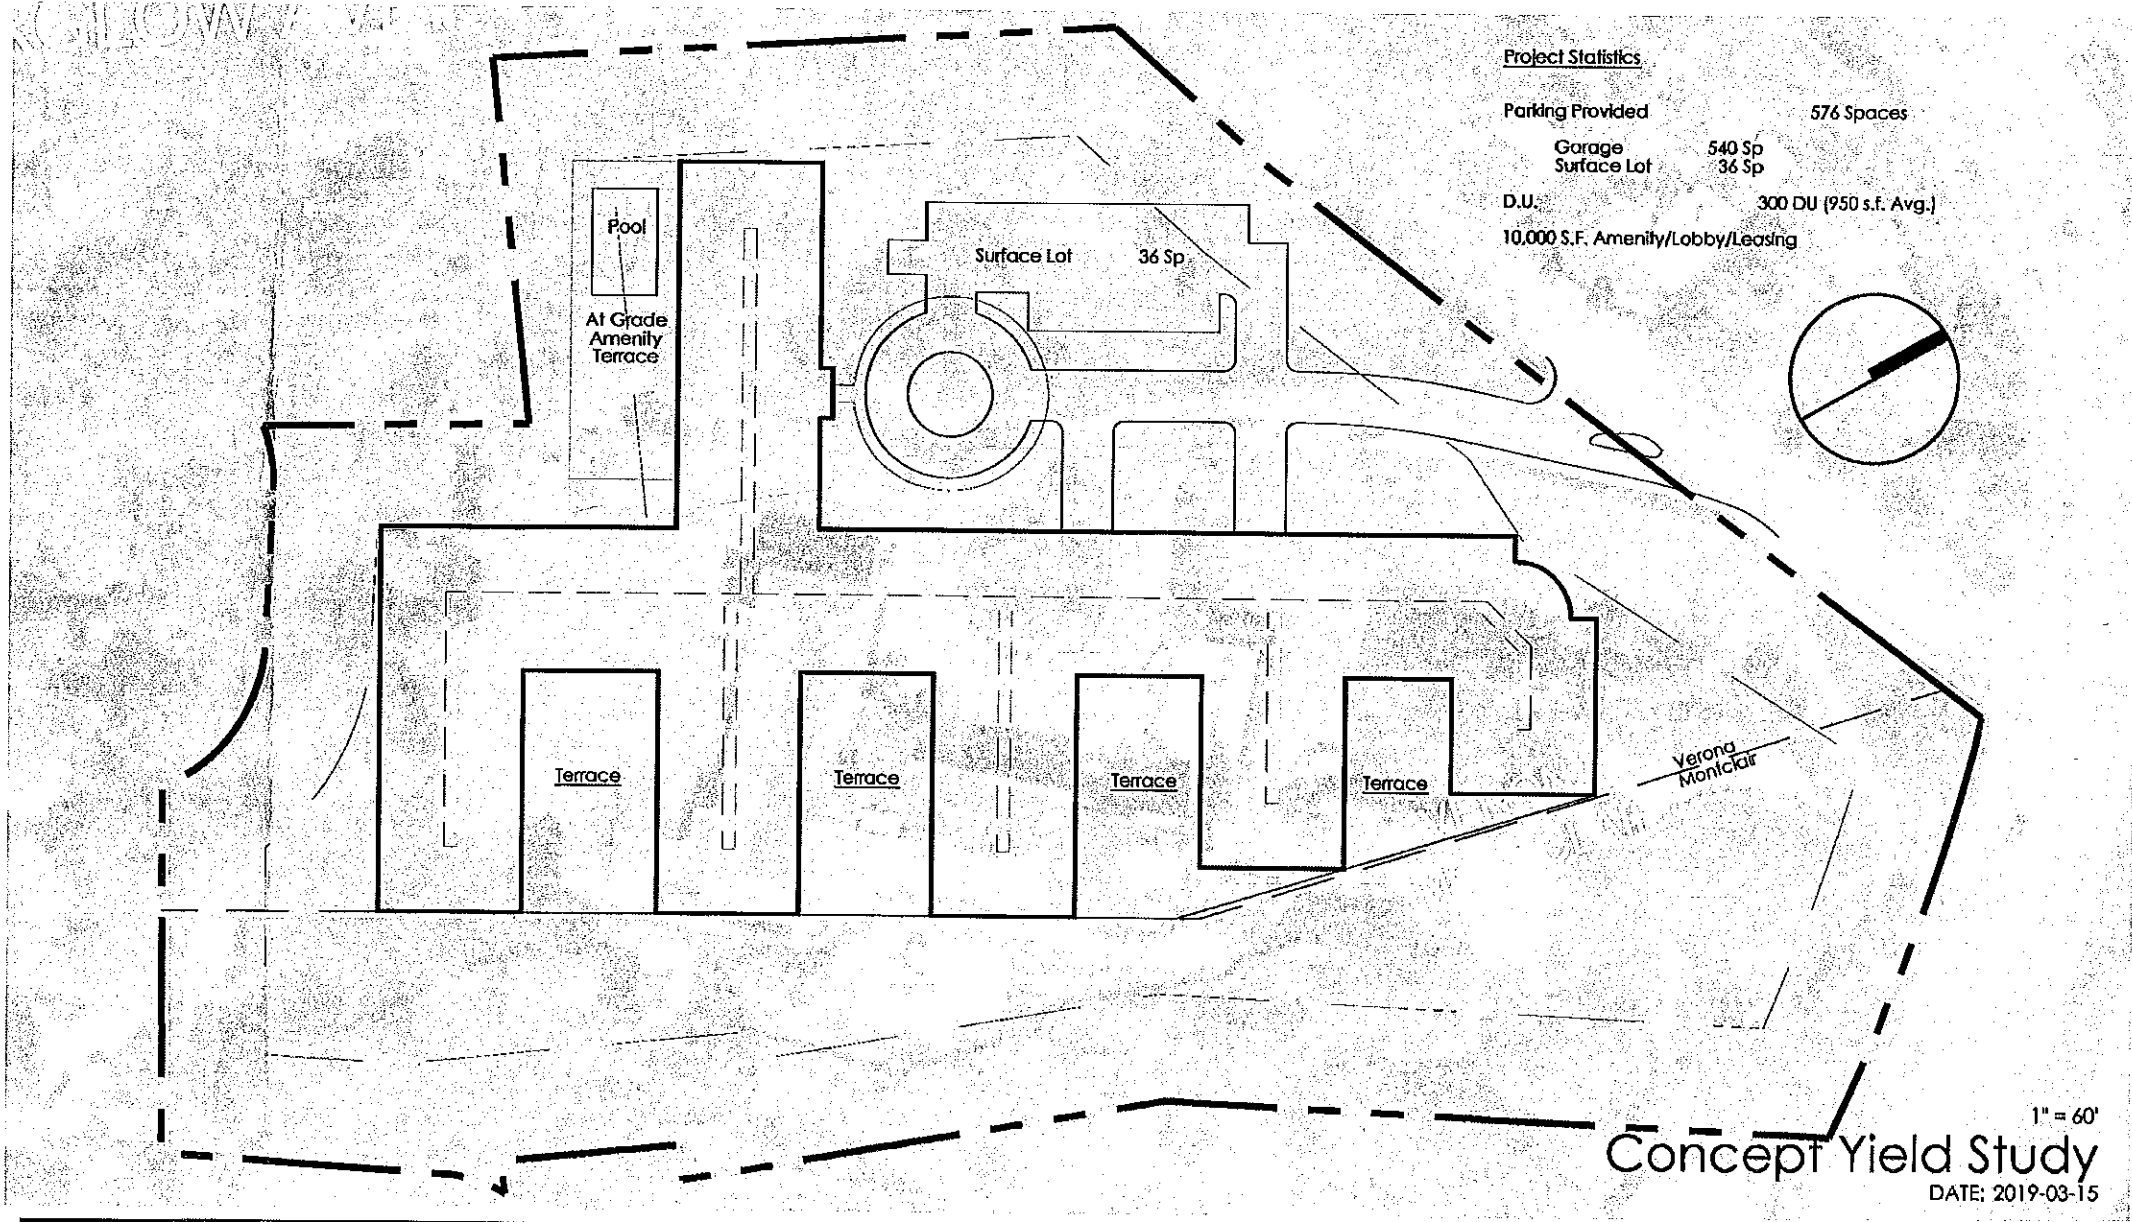 Project Statistics
Parking Provided 576 Spaces
Garage 540 Sp
Surface Lot 36 Sp
D.U. 300 DU (950 s.f. Avg.)
10,000 S.F. Amenity/Lobby/Leasing
Pool
At Grade
Amenity
Terrace
Surface Lot 36 Sp
Terrace
Terrace
Terrace
Terrace
Verona
Montclair
1" = 60'
Concept Yield Study
DATE: 2019-03-15